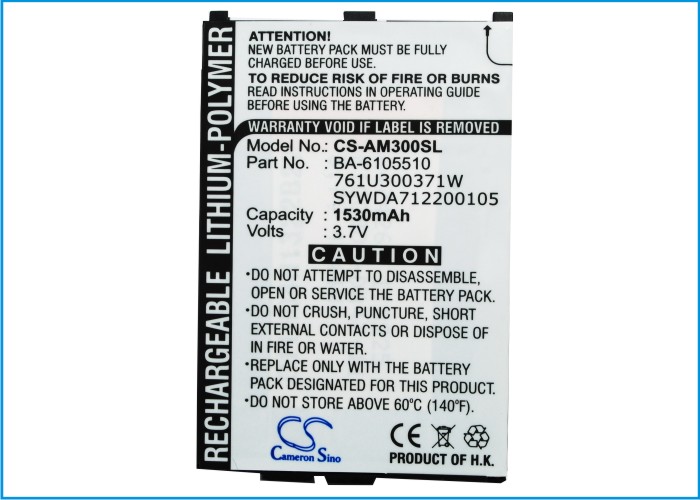 RECHARGEABLE LITHIUM-POLYMER
ATTENTION!
NEW BATTERY PACK MUST BE FULLY
CHARGED BEFORE USING.
TO REDUCE RISK OF FIRE OR BURNS
READ INSTRUCTIONS IN OPERATING GUIDE
BEFORE USING THE BATTERY.
WARRANTY VOID IF LABEL IS REMOVED
Model No.: CS-AM300SL
Part No. : BA-6105510
761U300371W
SYWDA712200105
Capacity : 1530mAh
Volts : 3.7V
CAUTION
•DO NOT ATTEMPT TO DISASSEMBLE,
OPEN OR SERVICE THE BATTERY PACK.
•DO NOT CRUSH, PUNCTURE, SHORT
EXTERNAL CONTACTS OR DISPOSE OF
IN FIRE OR WATER.
•REPLACE ONLY WITH THE BATTERY
PACK DESIGNATED FOR THIS EQUIPMENT.
•DO NOT STORE ABOVE 60°C (140°F).
CS
Cameron Sino
CE
PRODUCT OF H.K.